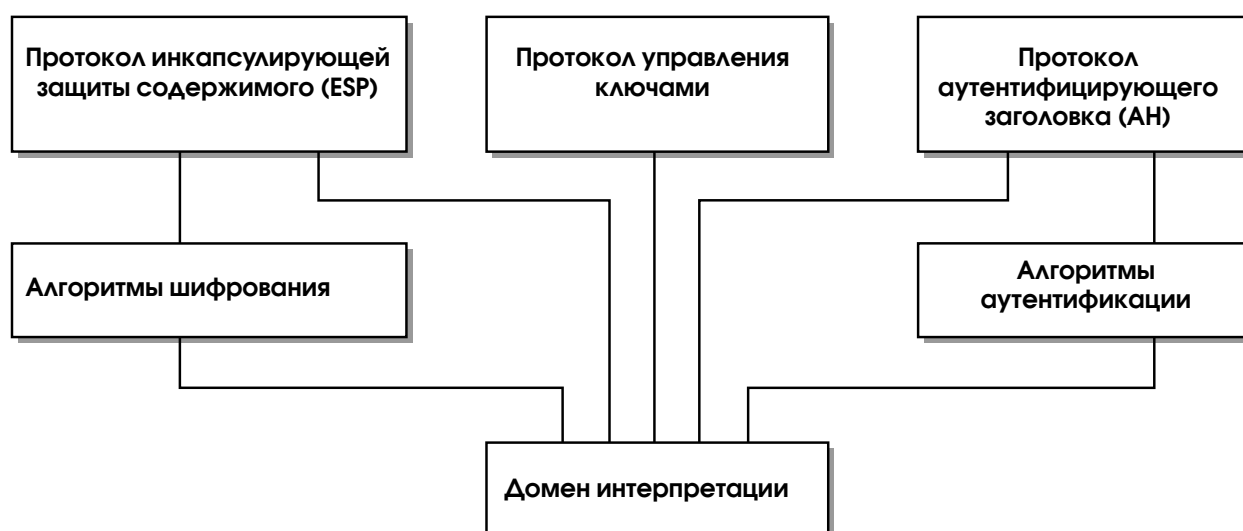 Протокол инкапсулирующей
защиты содержимого (ESP)
Протокол управления
ключами
Протокол
аутентифицирующего
заголовка (AH)
Алгоритмы шифрования
Алгоритмы
аутентификации
Домен интерпретации